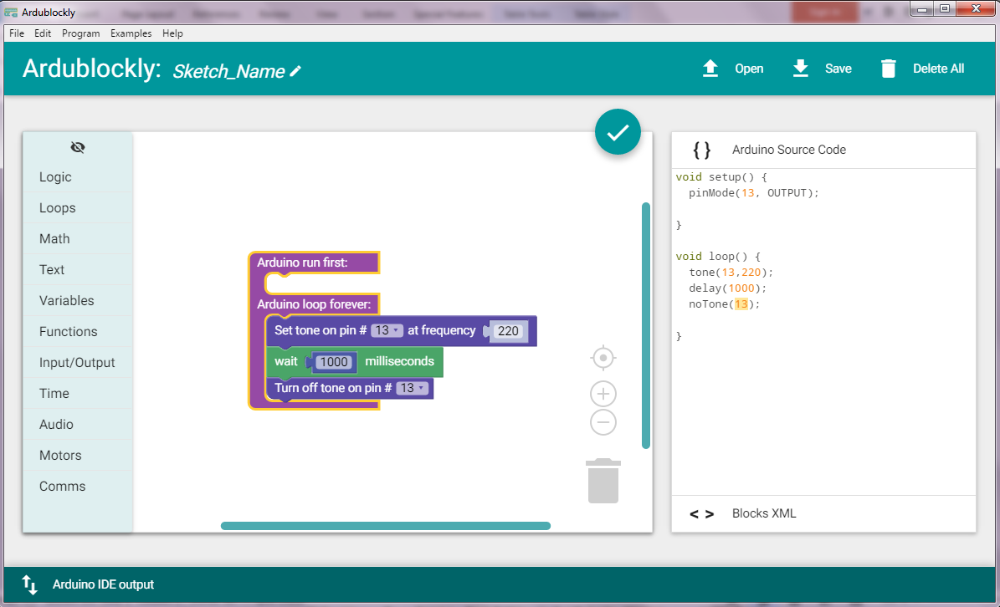 Ardublockly
File Edit Program Examples Help
Ardublockly: Sketch_Name
Open Save Delete All
Logic
Loops
Math
Text
Variables
Functions
Input/Output
Time
Audio
Motors
Comms
Arduino run first:
Arduino loop forever:
Set tone on pin # 13 at frequency 220
wait 1000 milliseconds
Turn off tone on pin # 13
{ } Arduino Source Code
void setup() {
pinMode(13, OUTPUT);
}
void loop() {
tone(13,220);
delay(1000);
noTone(13);
}
< > Blocks XML
Arduino IDE output